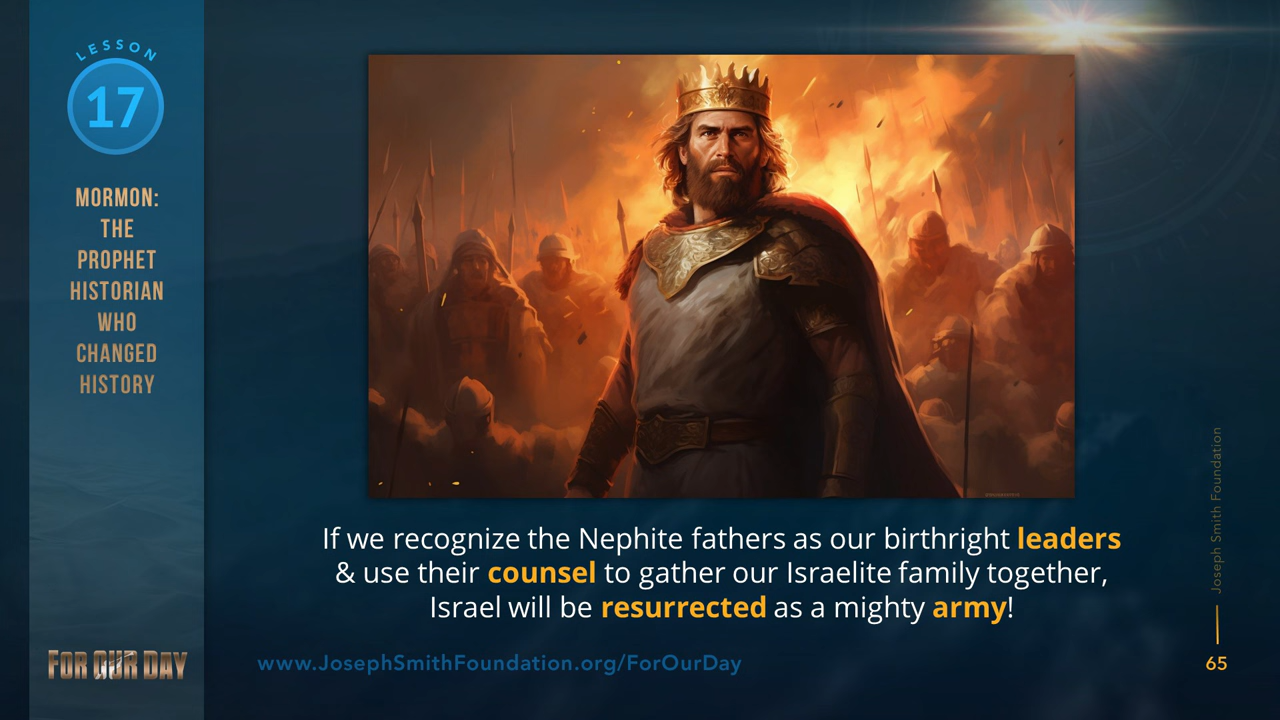 LESSON
17
MORMON:
THE
PROPHET
HISTORIAN
WHO
CHANGED
HISTORY
If we recognize the Nephite fathers as our birthright leaders
& use their counsel to gather our Israelite family together,
Israel will be resurrected as a mighty army!
FOR OUR DAY
www.JosephSmithFoundation.org/ForOurDay
Joseph Smith Foundation
65